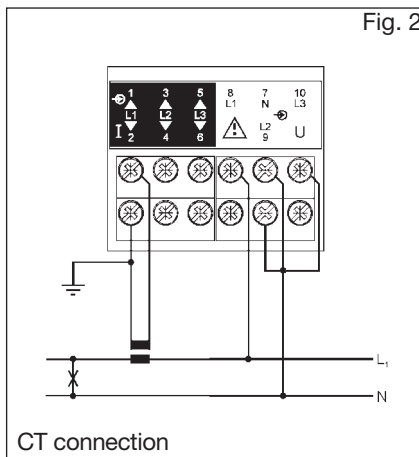 Fig. 2
1 3 5 8 7 10
L1 N L3
L1 L2 L3
I 2 4 6 L2 9 U
L₁
N
CT connection